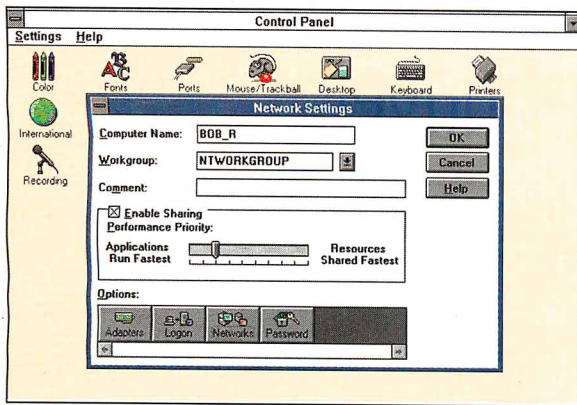 Control Panel
Settings Help
Color Fonts Ports Mouse/Trackball Desktop Keyboard Printers
International
Recording
Network Settings
Computer Name: BOB_R
Workgroup: NTWORKGROUP
Comment:
OK
Cancel
Help
Enable Sharing
Performance Priority:
Applications Run Fastest
Resources Shared Fastest
Options:
Adapters Logon Networks Password